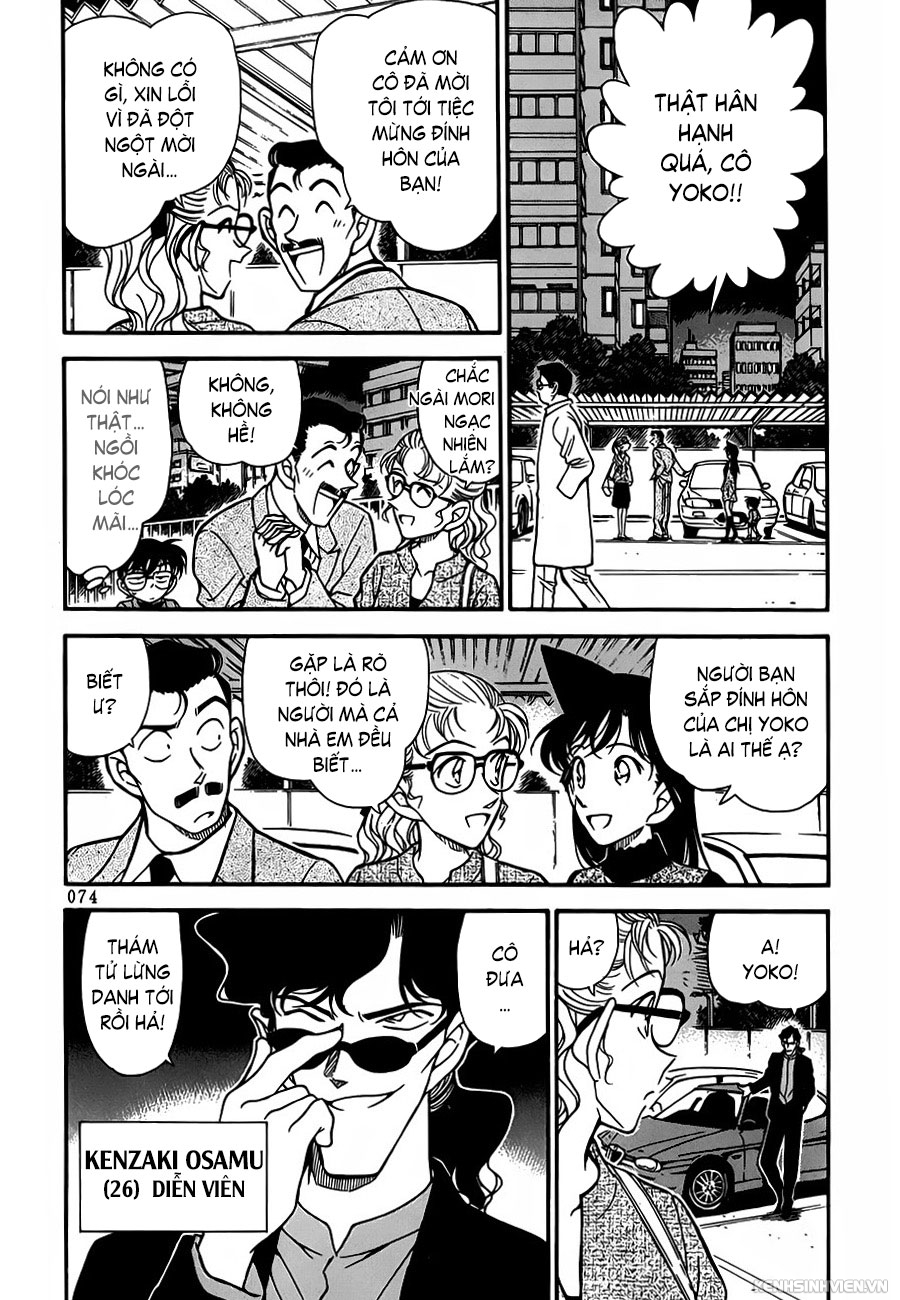 THẬT HÂN
HẠNH
QUÁ, CÔ
YOKO!!
CẢM ƠN
CÔ ĐÃ MỜI
TÔI TỚI TIỆC
MỪNG ĐÍNH
HÔN CỦA
BẠN!
KHÔNG CÓ
GÌ, XIN LỖI
VÌ ĐÃ ĐỘT
NGỘT MỜI
NGÀI...
CHẮC
NGÀI MORI
NGẠC
NHIÊN
LẮM?
KHÔNG,
KHÔNG
HỀ!
NÓI NHƯ
THẬT...
NGỒI
KHÓC
LÓC
MÃI...
NGƯỜI BẠN
SẮP ĐÍNH HÔN
CỦA CHỊ YOKO
LÀ AI THẾ Ạ?
GẶP LÀ RÕ
THÔI! ĐÓ LÀ
NGƯỜI MÀ CẢ
NHÀ EM ĐỀU
BIẾT...
BIẾT
Ư?
074
A!
YOKO!
HẢ?
CÔ
ĐƯA
...
THÁM
TỬ LỪNG
DANH TỚI
RỒI HẢ!
KENZAKI OSAMU
(26) DIỄN VIÊN
KENHSINHVIEN.VN